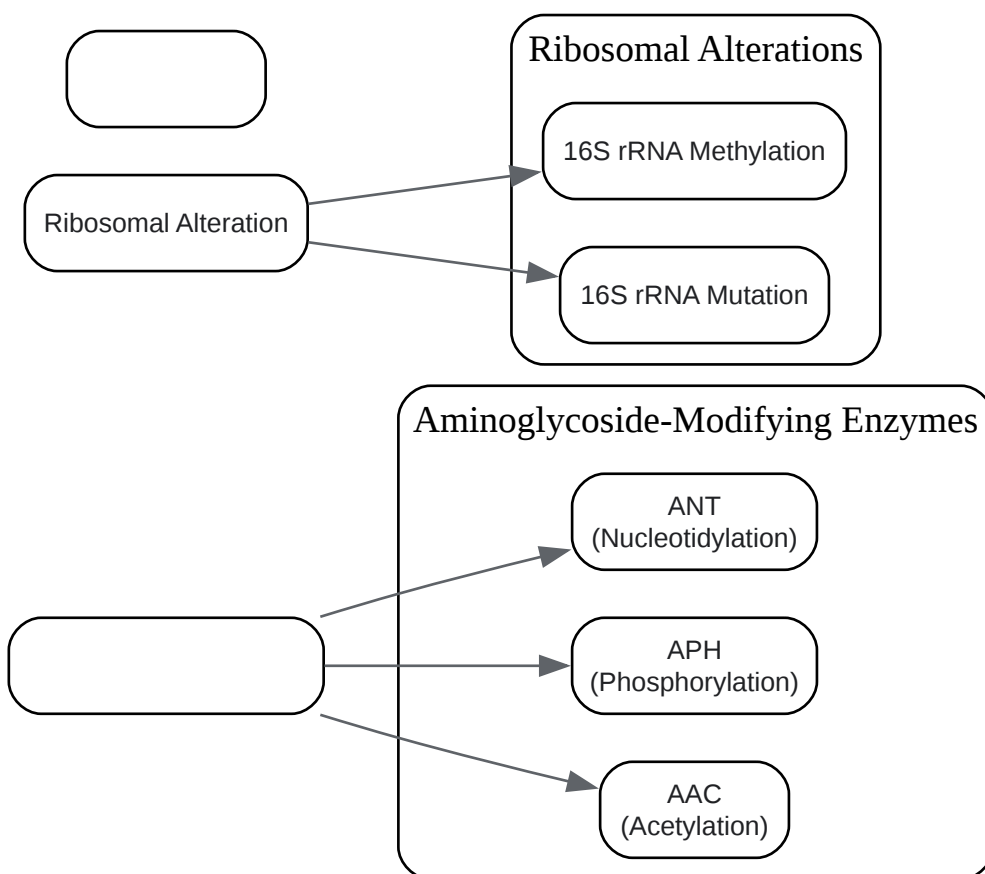 Ribosomal Alterations
16S rRNA Methylation
Ribosomal Alteration
16S rRNA Mutation
Aminoglycoside-Modifying Enzymes
ANT
(Nucleotidylation)
APH
(Phosphorylation)
AAC
(Acetylation)